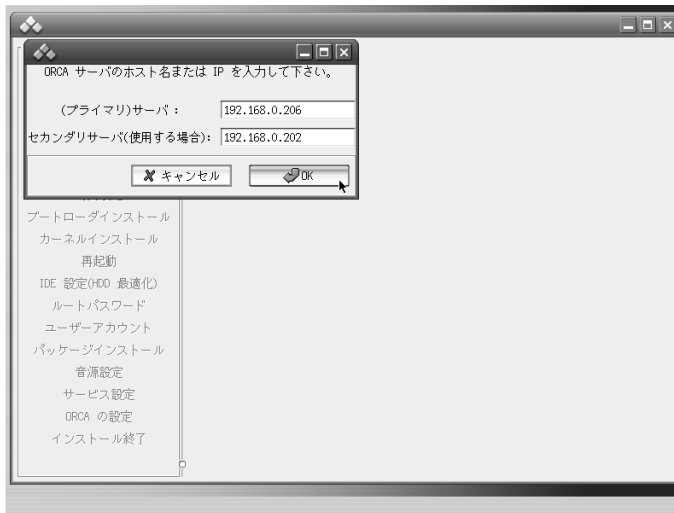 ORCA サーバのホスト名または IP を入力して下さい。
(プライマリ)サーバ : 192.168.0.206
セカンダリサーバ(使用する場合): 192.168.0.202
キャンセル OK
ブートローダインストール
カーネルインストール
再起動
IDE 設定(HDD 最適化)
ルートパスワード
ユーザーアカウント
パッケージインストール
音源設定
サービス設定
ORCA の設定
インストール終了